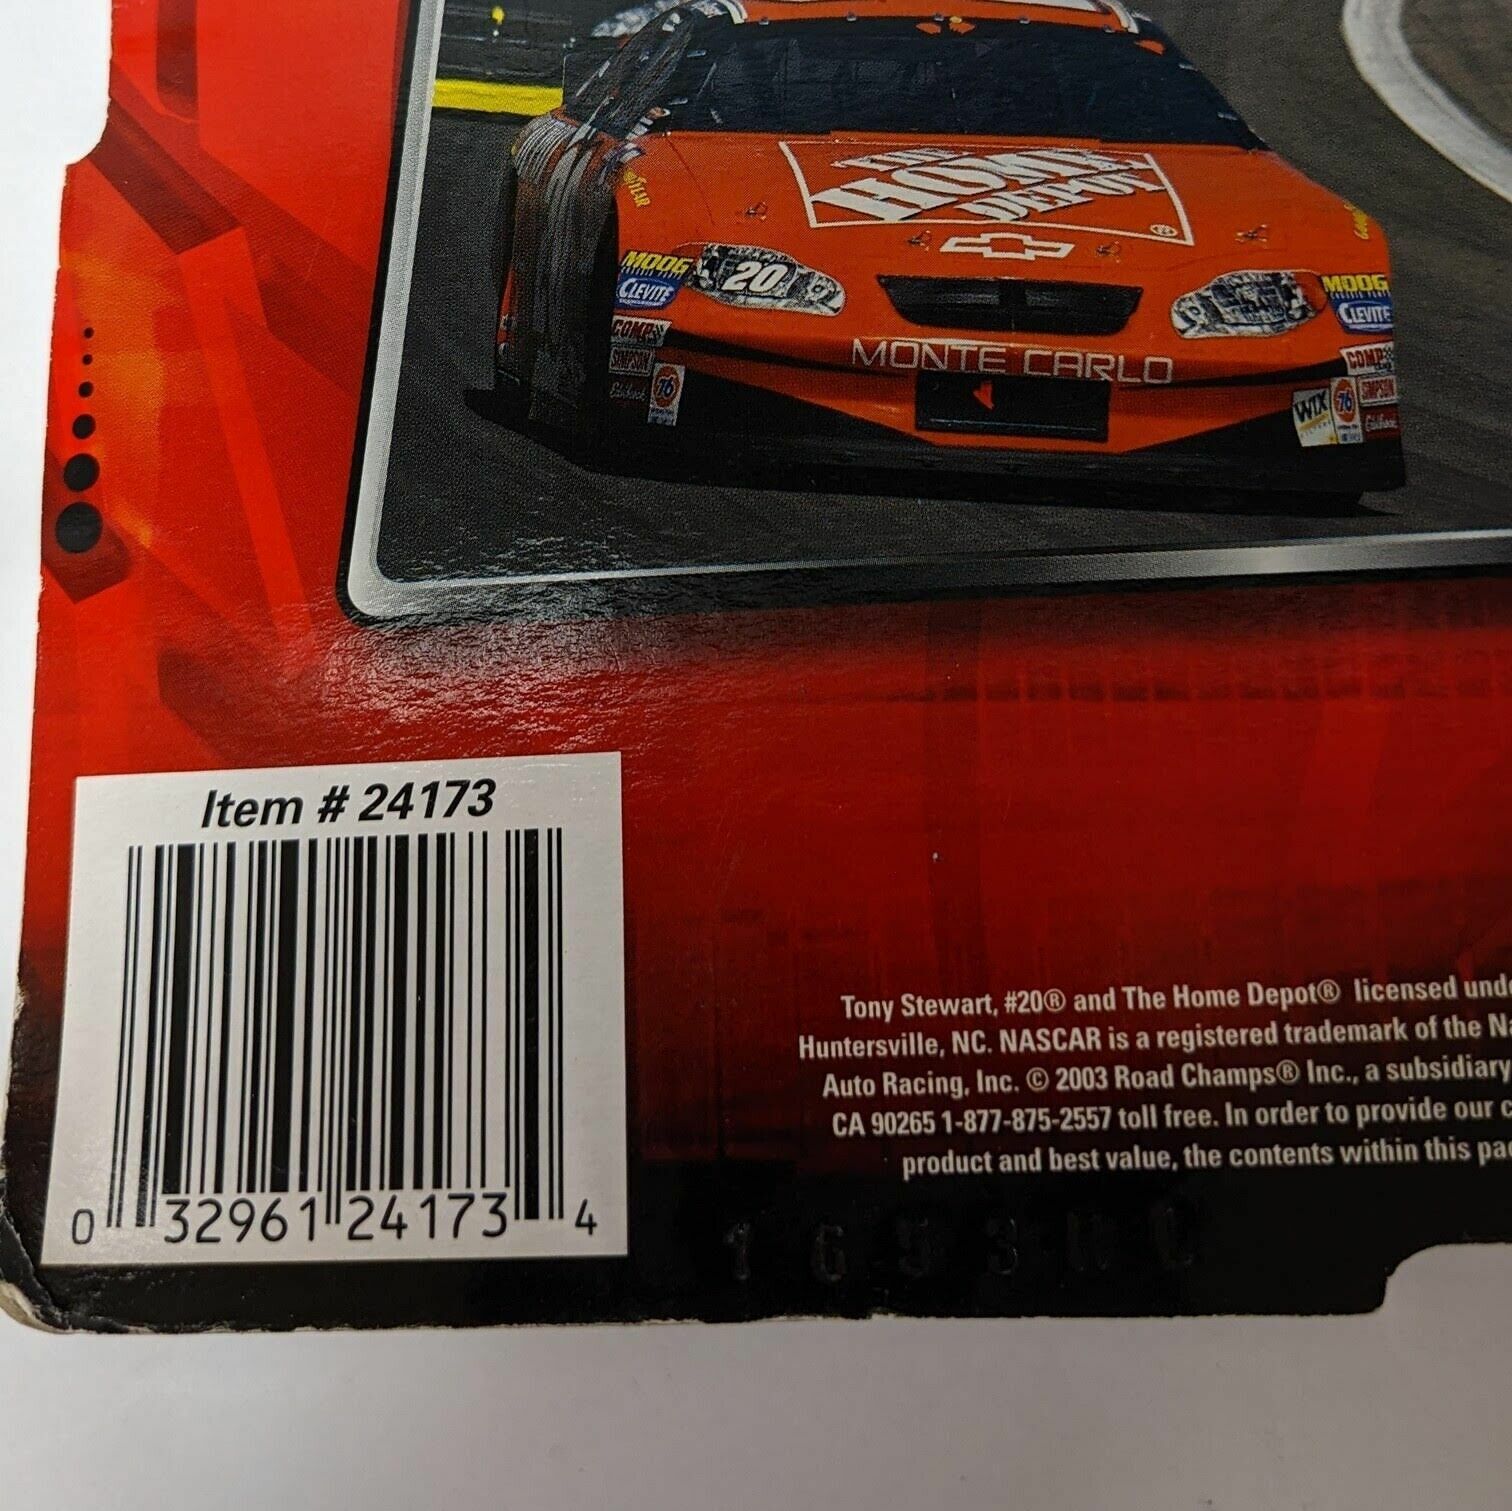 THE
HOME
DEPOT
®
GOODYEAR
MOOG
CLEVITE
20
MOOG
CLEVITE
COMP
SIMPSON
76
MONTE CARLO
COMP
SIMPSON
WIX
FILTERS
76
Item # 24173
0 32961 24173 4
Tony Stewart, #20® and The Home Depot® licensed unde
Huntersville, NC. NASCAR is a registered trademark of the Na
Auto Racing, Inc. © 2003 Road Champs® Inc., a subsidiary
CA 90265 1-877-875-2557 toll free. In order to provide our c
product and best value, the contents within this pac